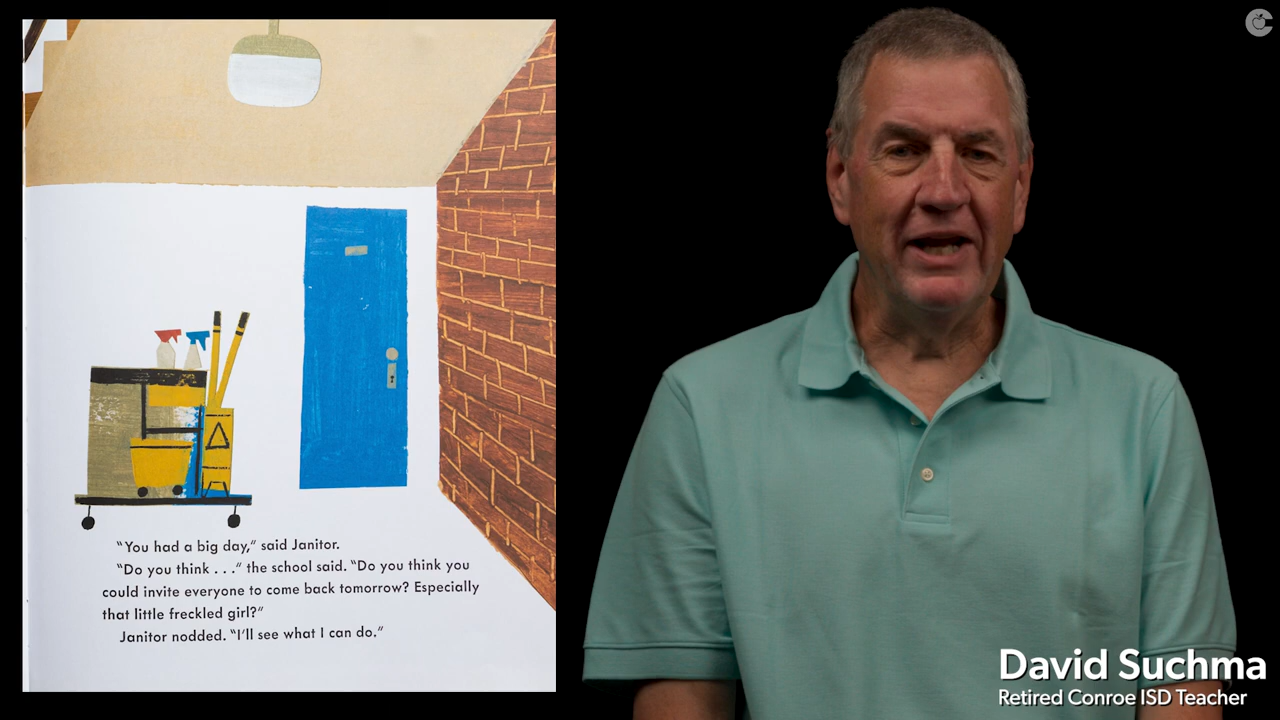 "You had a big day," said Janitor.
"Do you think . . ." the school said. "Do you think you
could invite everyone to come back tomorrow? Especially
that little freckled girl?"
Janitor nodded. "I'll see what I can do."
David Suchma
Retired Conroe ISD Teacher